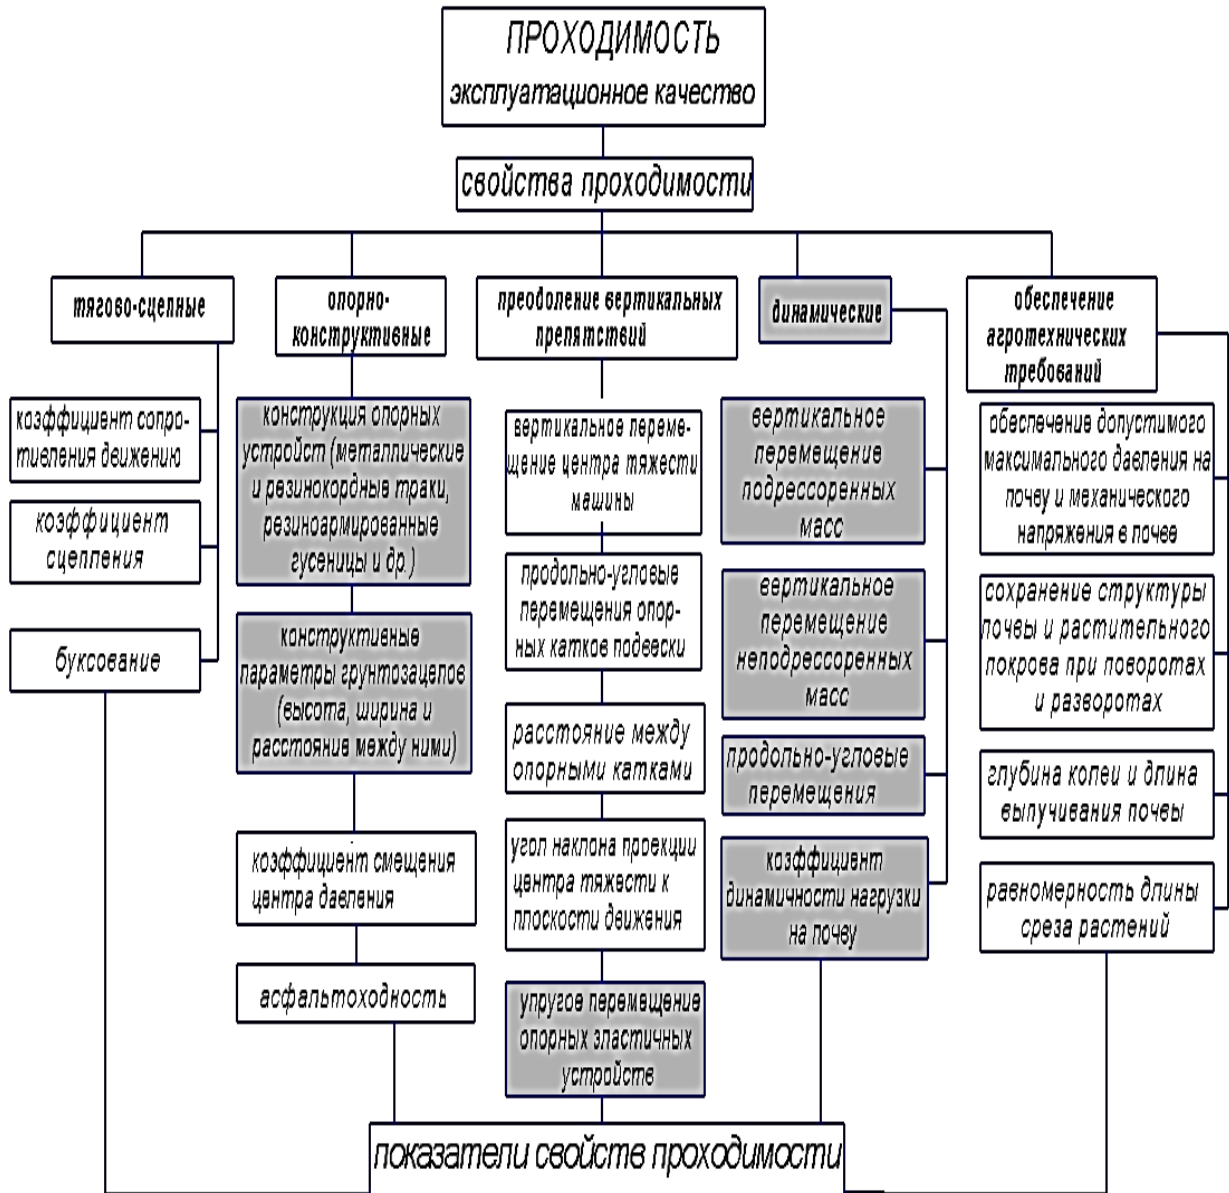 ПРОХОДИМОСТЬ
эксплуатационное качество
свойства проходимости
тягово-сцепные
коэффициент сопро-
тивления движению
коэффициент
сцепления
буксование
опорно-
конструктивные
конструкция опорных
устройст (металлические
и резинокордные траки,
резиноармированные
гусеницы и др.)
конструктивные
параметры грунтозацепов
(высота, ширина и
расстояние между ними)
коэффициент смещения
центра давления
асфальтоходность
преодоление вертикальных
препятствий
вертикальное переме-
щение центра тяжести
машины
продольно-угловые
перемещения опор-
ных катков подвески
расстояние между
опорными катками
угол наклона проекции
центра тяжести к
плоскости движения
упругое перемещение
опорных эластичных
устройств
динамические
вертикальное
перемещение
подрессоренных
масс
вертикальное
перемещение
неподрессоренных
масс
продольно-угловые
перемещения
коэффициент
динамичности нагрузки
на почву
обеспечение
агротехнических
требований
обеспечение допустимого
максимального давления на
почву и механического
напряжения в почве
сохранение структуры
почвы и растительного
покрова при поворотах
и разворотах
глубина колеи и длина
выпучивания почвы
равномерность длины
среза растений
показатели свойств проходимости